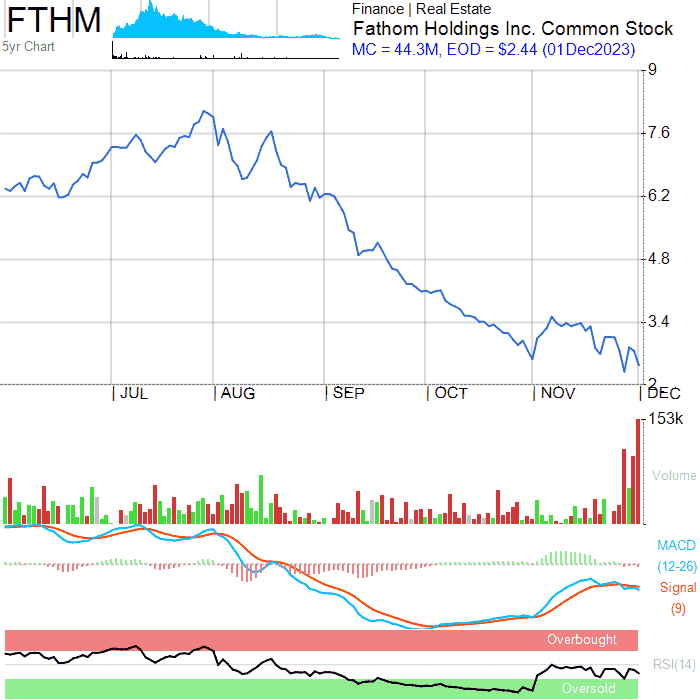 FTHM
5yr Chart
Finance | Real Estate
Fathom Holdings Inc. Common Stock
MC = 44.3M, EOD = $2.44 (01Dec2023)
9
7.6
6.2
4.8
3.4
2
| JUL | AUG | SEP | OCT | NOV | DEC
153k
Volume
MACD
(12-26)
Signal
(9)
Overbought
RSI(14)
Oversold